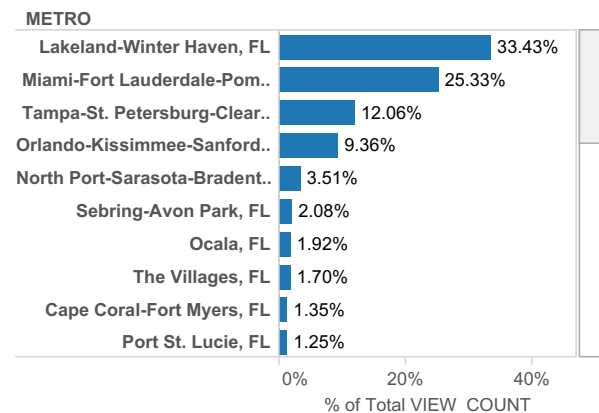 METRO
Lakeland-Winter Haven, FL 33.43%
Miami-Fort Lauderdale-Pom.. 25.33%
Tampa-St. Petersburg-Clear.. 12.06%
Orlando-Kissimmee-Sanford.. 9.36%
North Port-Sarasota-Bradent.. 3.51%
Sebring-Avon Park, FL 2.08%
Ocala, FL 1.92%
The Villages, FL 1.70%
Cape Coral-Fort Myers, FL 1.35%
Port St. Lucie, FL 1.25%
0% 20% 40%
% of Total VIEW_COUNT